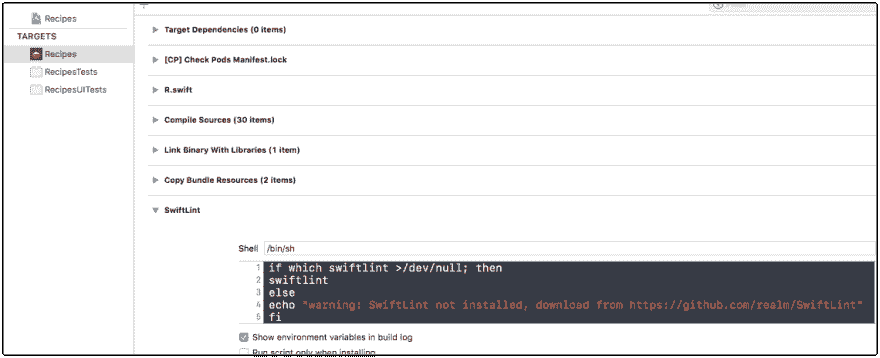 Recipes
TARGETS
Recipes
RecipesTests
RecipesUITests
Target Dependencies (0 items)
[CP] Check Pods Manifest.lock
R.swift
Compile Sources (30 items)
Link Binary With Libraries (1 item)
Copy Bundle Resources (2 items)
SwiftLint
Shell /bin/sh
1 if which swiftlint >/dev/null; then
2 swiftlint
3 else
4 echo "warning: SwiftLint not installed, download from https://github.com/realm/SwiftLint"
5 fi
Show environment variables in build log
Run script only when installing